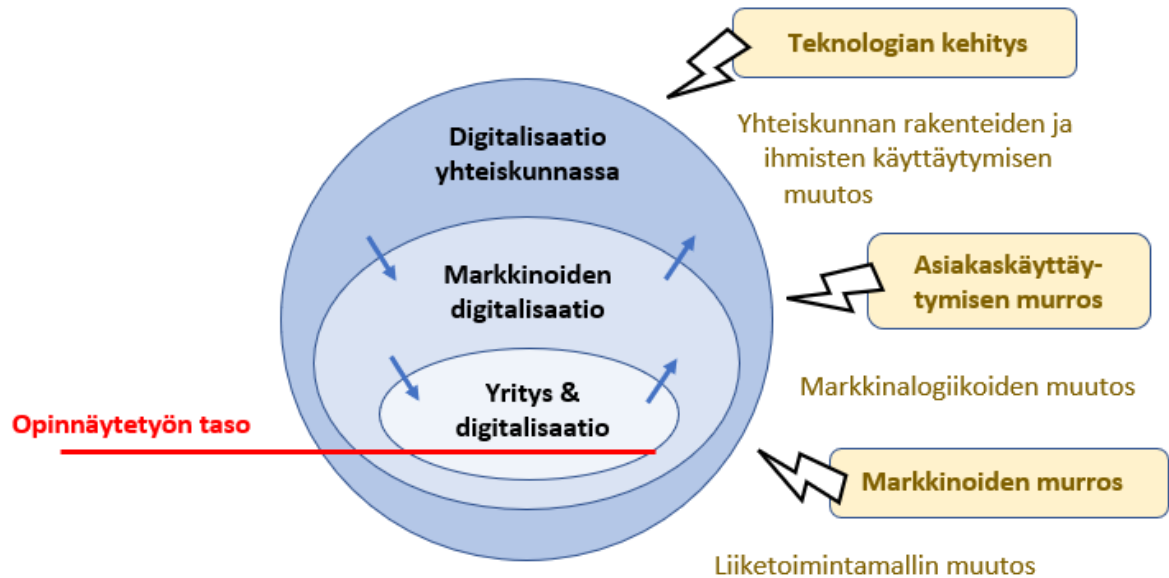 Teknologian kehitys
Digitalisaatio
yhteiskunnassa
Yhteiskunnan rakenteiden ja
ihmisten käyttäytymisen
muutos
Markkinoiden
digitalisaatio
Asiakaskäyttäy-
tymisen murros
Markkinalogiikoiden muutos
Yritys &
digitalisaatio
Opinnäytetyön taso
Markkinoiden murros
Liiketoimintamallin muutos